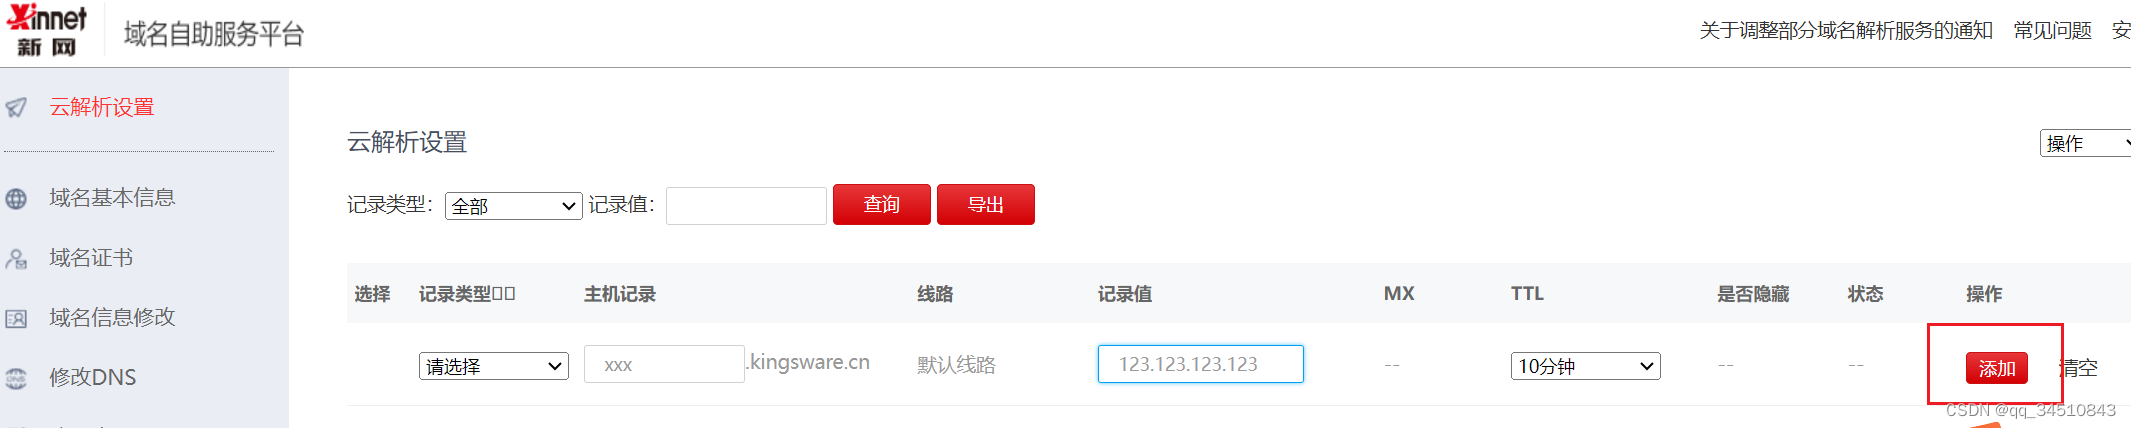 Xinnet
新网
域名自助服务平台
关于调整部分域名解析服务的通知 常见问题 安
云解析设置
域名基本信息
域名证书
域名信息修改
修改DNS
云解析设置
操作
记录类型： 全部 记录值： 查询 导出
选择 记录类型 主机记录 线路 记录值 MX TTL 是否隐藏 状态 操作
请选择 xxx .kingsware.cn 默认线路 123.123.123.123 -- 10分钟 -- -- 添加 清空
CSDN @qq_34510843